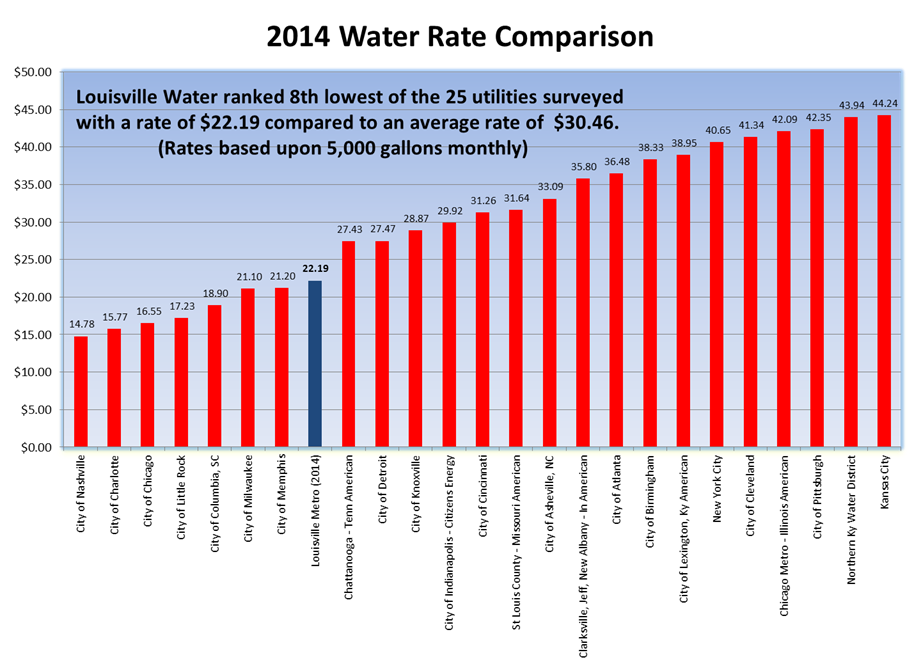 2014 Water Rate Comparison
$50.00
$45.00
$40.00
$35.00
$30.00
$25.00
$20.00
$15.00
$10.00
$5.00
$0.00
Louisville Water ranked 8th lowest of the 25 utilities surveyed
with a rate of $22.19 compared to an average rate of $30.46.
(Rates based upon 5,000 gallons monthly)
14.78
15.77
16.55
17.23
18.90
21.10
21.20
22.19
27.43
27.47
28.87
29.92
31.26
31.64
33.09
35.80
36.48
38.33
38.95
40.65
41.34
42.09
42.35
43.94
44.24
City of Nashville
City of Charlotte
City of Chicago
City of Little Rock
City of Columbia, SC
City of Milwaukee
City of Memphis
Louisville Metro (2014)
Chattanooga - Tenn American
City of Detroit
City of Knoxville
City of Indianapolis - Citizens Energy
City of Cincinnati
St Louis County - Missouri American
City of Asheville, NC
Clarksville, Jeff, New Albany - In American
City of Atlanta
City of Birmingham
City of Lexington, Ky American
New York City
City of Cleveland
Chicago Metro - Illinois American
City of Pittsburgh
Northern Ky Water District
Kansas City